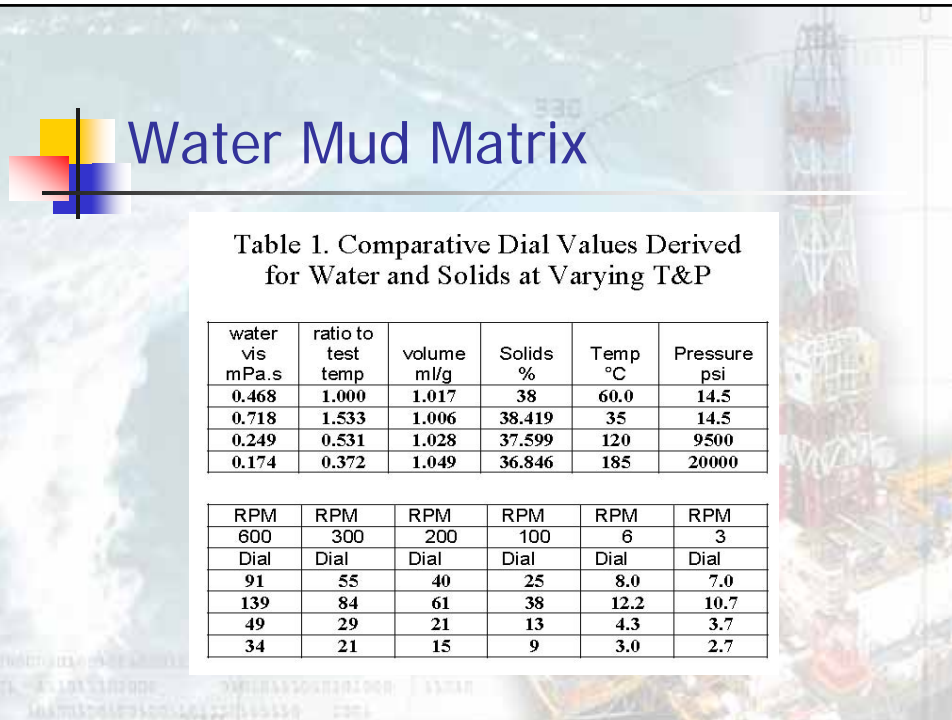 Water Mud Matrix
Table 1. Comparative Dial Values Derived
for Water and Solids at Varying T&P
water vis mPa.s | ratio to test temp | volume ml/g | Solids % | Temp °C | Pressure psi
0.468 | 1.000 | 1.017 | 38 | 60.0 | 14.5
0.718 | 1.533 | 1.006 | 38.419 | 35 | 14.5
0.249 | 0.531 | 1.028 | 37.599 | 120 | 9500
0.174 | 0.372 | 1.049 | 36.846 | 185 | 20000
RPM | RPM | RPM | RPM | RPM | RPM
600 | 300 | 200 | 100 | 6 | 3
Dial | Dial | Dial | Dial | Dial | Dial
91 | 55 | 40 | 25 | 8.0 | 7.0
139 | 84 | 61 | 38 | 12.2 | 10.7
49 | 29 | 21 | 13 | 4.3 | 3.7
34 | 21 | 15 | 9 | 3.0 | 2.7